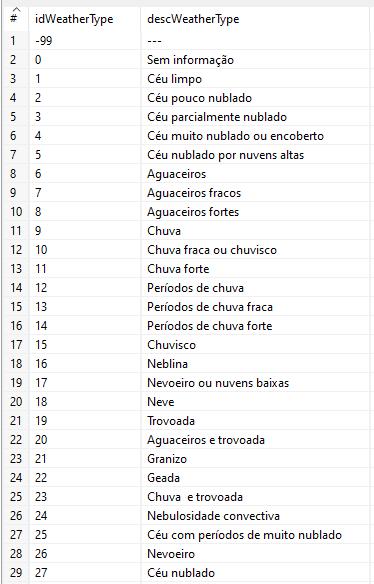 # idWeatherType descWeatherType
1 -99 ---
2 0 Sem informação
3 1 Céu limpo
4 2 Céu pouco nublado
5 3 Céu parcialmente nublado
6 4 Céu muito nublado ou encoberto
7 5 Céu nublado por nuvens altas
8 6 Aguaceiros
9 7 Aguaceiros fracos
10 8 Aguaceiros fortes
11 9 Chuva
12 10 Chuva fraca ou chuvisco
13 11 Chuva forte
14 12 Períodos de chuva
15 13 Períodos de chuva fraca
16 14 Períodos de chuva forte
17 15 Chuvisco
18 16 Neblina
19 17 Nevoeiro ou nuvens baixas
20 18 Neve
21 19 Trovoada
22 20 Aguaceiros e trovoada
23 21 Granizo
24 22 Geada
25 23 Chuva  e trovoada
26 24 Nebulosidade convectiva
27 25 Céu com períodos de muito nublado
28 26 Nevoeiro
29 27 Céu nublado